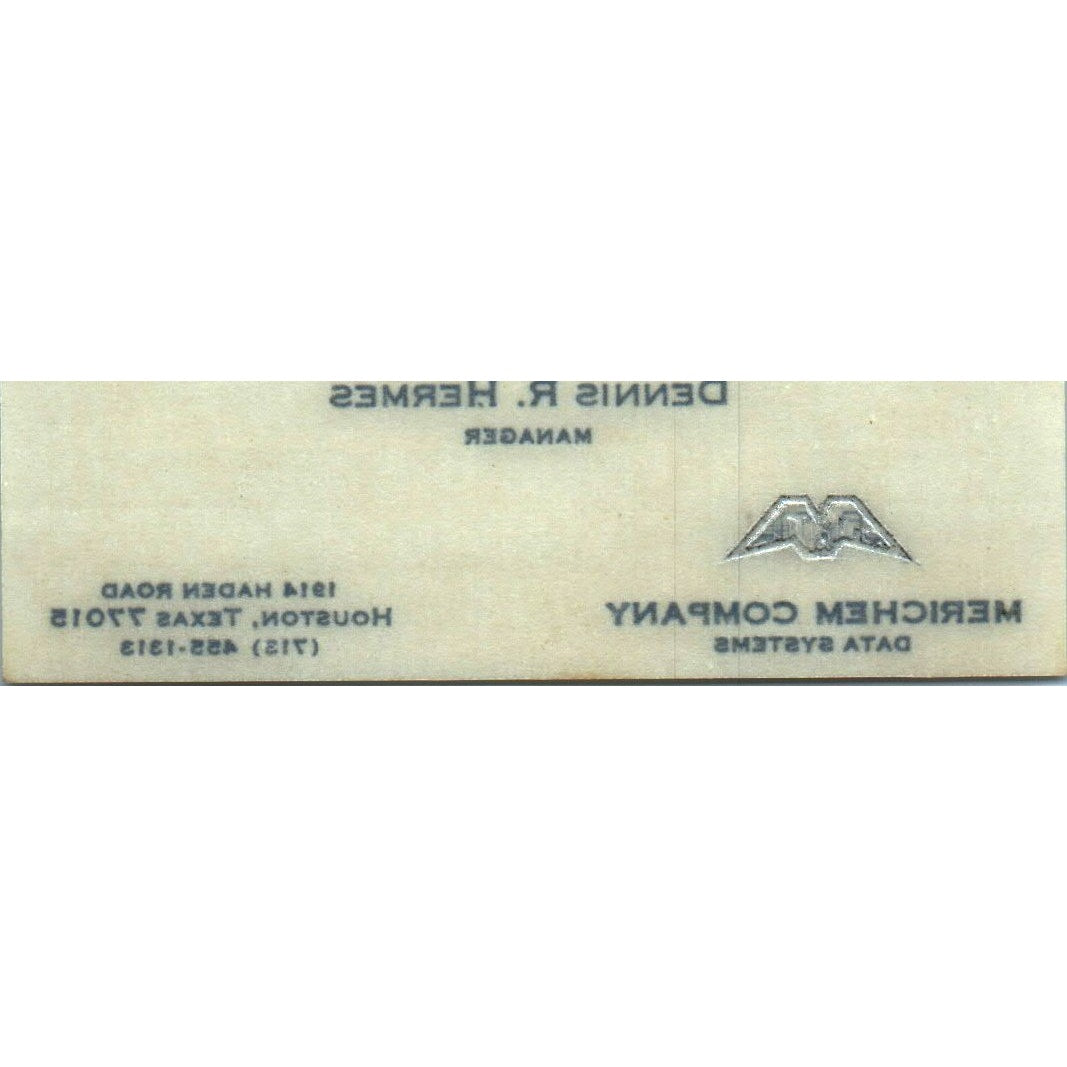 DENNIS R. HERMES
MANAGER
MERICHEM COMPANY
DATA SYSTEMS
1914 HADEN ROAD
HOUSTON, TEXAS 77015
(713) 455-1313